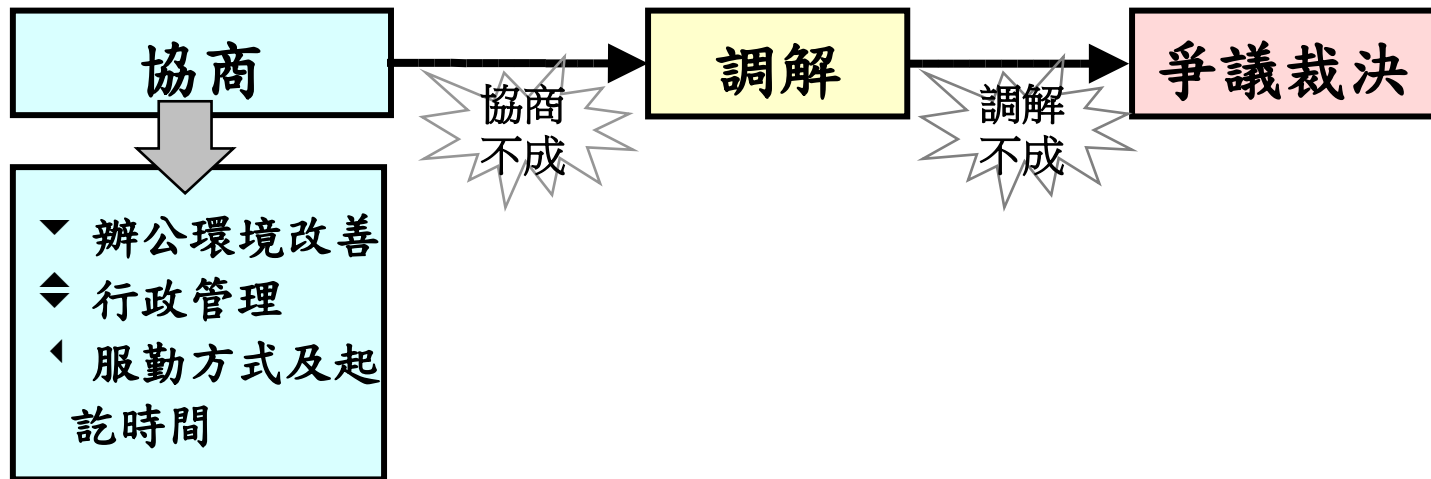 協商
協商
不成
調解
調解
不成
爭議裁決
辦公環境改善
行政管理
服勤方式及起
訖時間